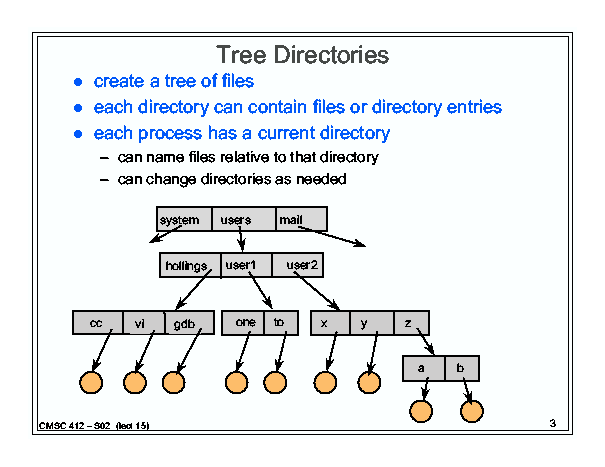 Tree Directories
create a tree of files
each directory can contain files or directory entries
each process has a current directory
– can name files relative to that directory
– can change directories as needed
system users mail
hollings user1 user2
cc vi gdb one to x y z
a b
CMSC 412 – S02 (lect 15)
3